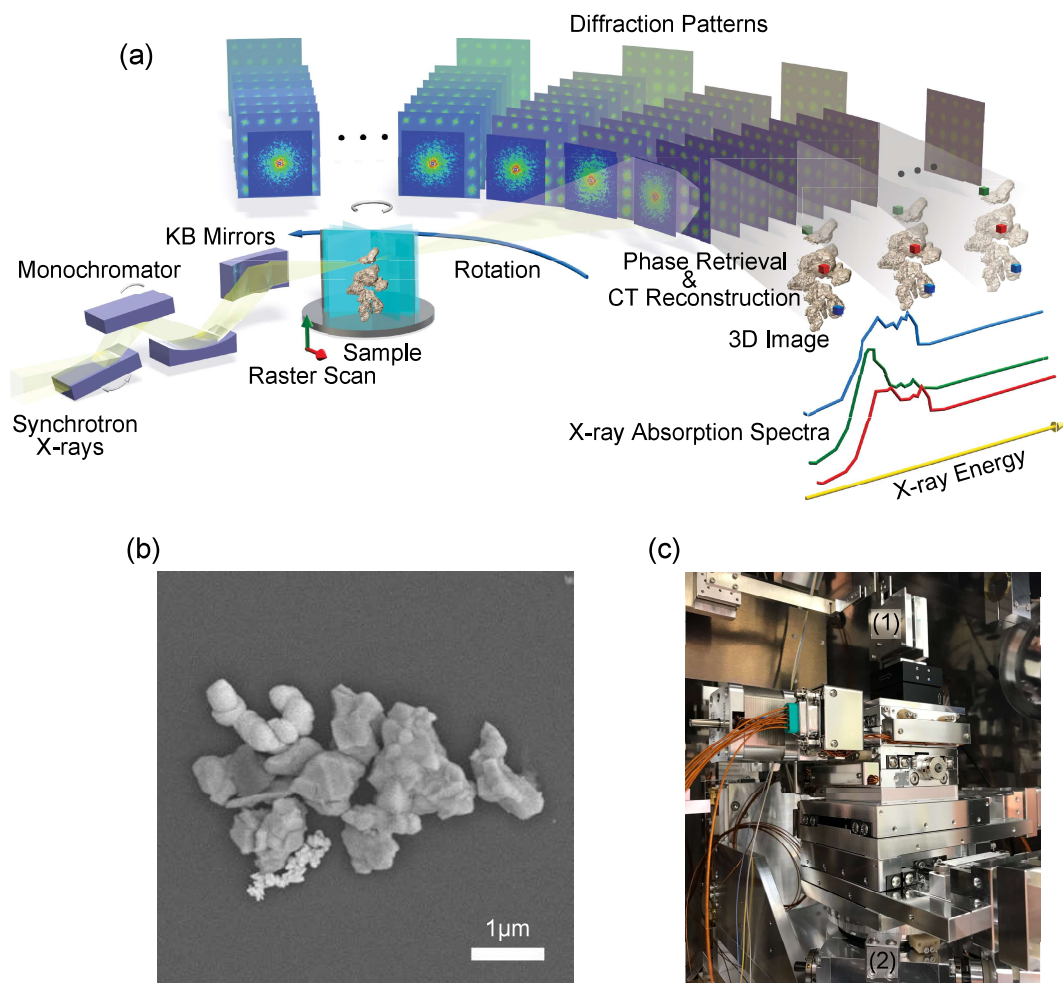 (a)
Diffraction Patterns
KB Mirrors
Monochromator
Rotation
Phase Retrieval
&
CT Reconstruction
3D Image
Sample
Raster Scan
Synchrotron
X-rays
X-ray Absorption Spectra
X-ray Energy
(b)
1μm
(c)
(1)
(2)